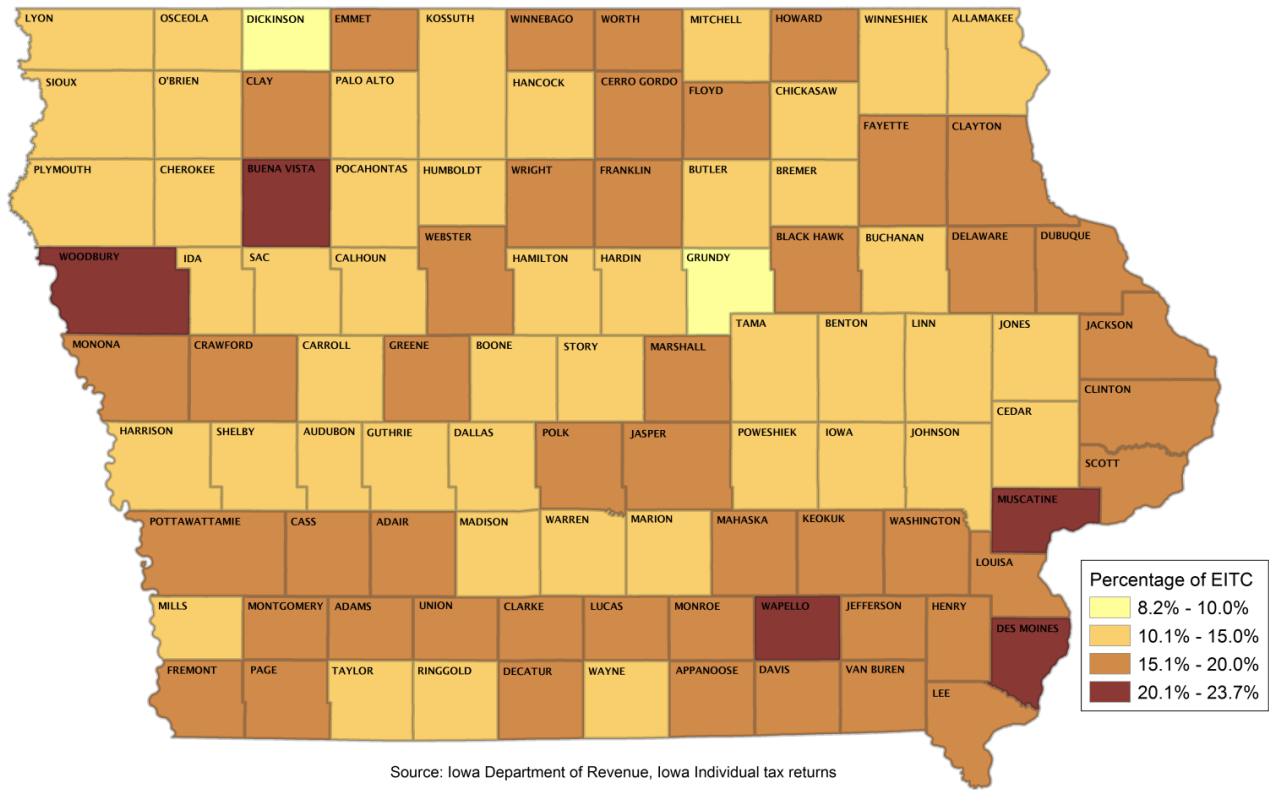 LYON OSCEOLA DICKINSON EMMET KOSSUTH WINNEBAGO WORTH MITCHELL HOWARD WINNESHIEK ALLAMAKEE
SIOUX O'BRIEN CLAY PALO ALTO HANCOCK CERRO GORDO FLOYD CHICKASAW
FAYETTE CLAYTON
PLYMOUTH CHEROKEE BUENA VISTA POCAHONTAS HUMBOLDT WRIGHT FRANKLIN BUTLER BREMER
WEBSTER BLACK HAWK BUCHANAN DELAWARE DUBUQUE
WOODBURY IDA SAC CALHOUN HAMILTON HARDIN GRUNDY
TAMA BENTON LINN JONES JACKSON
MONONA CRAWFORD CARROLL GREENE BOONE STORY MARSHALL
CLINTON
CEDAR
HARRISON SHELBY AUDUBON GUTHRIE DALLAS POLK JASPER POWESHIEK IOWA JOHNSON
SCOTT
MUSCATINE
POTTAWATTAMIE CASS ADAIR MADISON WARREN MARION MAHASKA KEOKUK WASHINGTON
LOUISA
Percentage of EITC
8.2% - 10.0%
10.1% - 15.0%
15.1% - 20.0%
20.1% - 23.7%
MILLS MONTGOMERY ADAMS UNION CLARKE LUCAS MONROE WAPELLO JEFFERSON HENRY
DES MOINES
FREMONT PAGE TAYLOR RINGGOLD DECATUR WAYNE APPANOOSE DAVIS VAN BUREN
LEE
Source: Iowa Department of Revenue, Iowa Individual tax returns